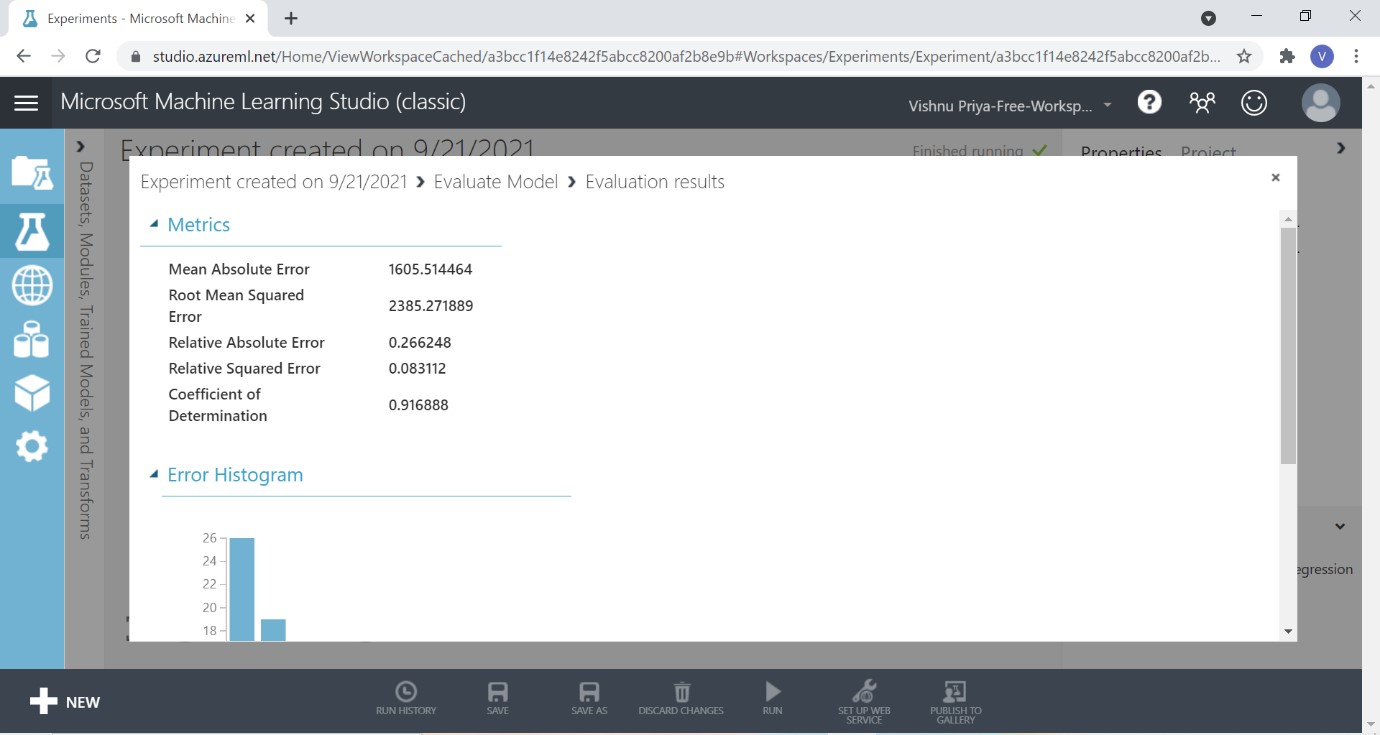 Experiments - Microsoft Machine
studio.azureml.net/Home/ViewWorkspaceCached/a3bcc1f14e8242f5abcc8200af2b8e9b#Workspaces/Experiments/Experiment/a3bcc1f14e8242f5abcc8200af2b...
V
Microsoft Machine Learning Studio (classic)
Vishnu Priya-Free-Worksp...
Experiment created on 9/21/2021
Finished running
Properties Project
Datasets, Modules, Trained Models, and Transforms
Experiment created on 9/21/2021 › Evaluate Model › Evaluation results
Metrics
Mean Absolute Error 1605.514464
Root Mean Squared
Error 2385.271889
Relative Absolute Error 0.266248
Relative Squared Error 0.083112
Coefficient of
Determination 0.916888
Error Histogram
26
24
22
20
18
egression
NEW
RUN HISTORY
SAVE
SAVE AS
DISCARD CHANGES
RUN
SET UP WEB
SERVICE
PUBLISH TO
GALLERY